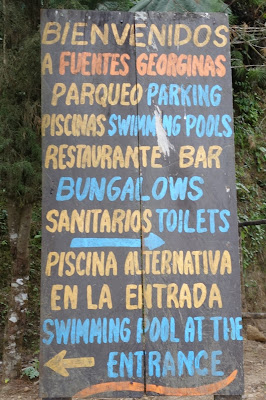 BIENVENIDOS
A FUENTES GEORGINAS
PARQUEO PARKING
PISCINAS SWIMMING POOLS
RESTAURANTE BAR
BUNGALOWS
SANITARIOS TOILETS
PISCINA ALTERNATIVA
EN LA ENTRADA
SWIMMING POOL AT THE
ENTRANCE